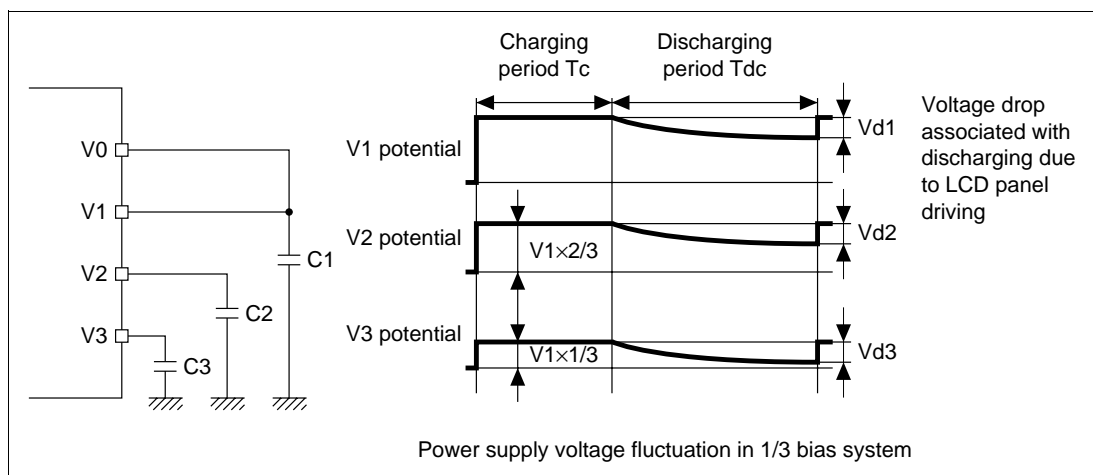 Charging
period Tc
Discharging
period Tdc
V0
V1
V2
V3
C1
C2
C3
V1 potential
V2 potential
V3 potential
V1×2/3
V1×1/3
Vd1
Vd2
Vd3
Voltage drop
associated with
discharging due
to LCD panel
driving
Power supply voltage fluctuation in 1/3 bias system